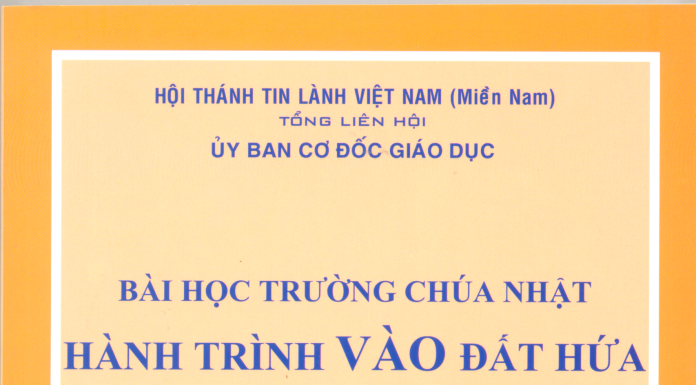 HỘI THÁNH TIN LÀNH VIỆT NAM (Miền Nam)
TỔNG LIÊN HỘI
ỦY BAN CƠ ĐỐC GIÁO DỤC
BÀI HỌC TRƯỜNG CHÚA NHẬT
HÀNH TRÌNH VÀO ĐẤT HỨA